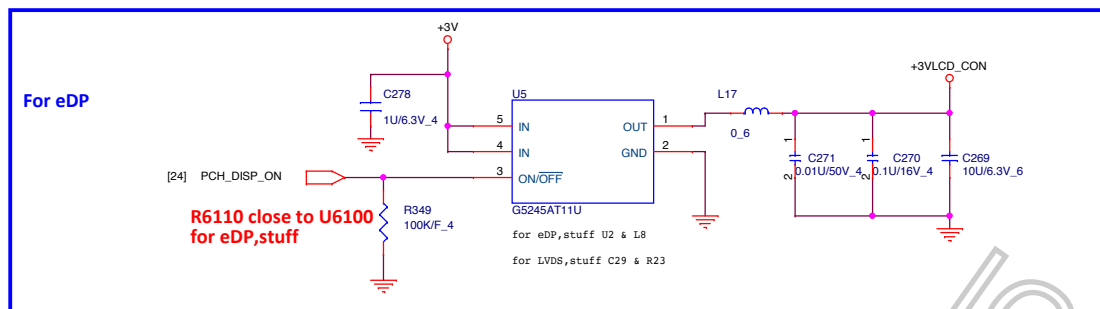 +3V
+3VLCD_CON
For eDP
C278
1U/6.3V_4
U5
L17
5
IN
OUT
1
0_6
4
IN
GND
2
1
1
C271
C270
C269
2
2
0.01U/50V_4
0.1U/16V_4
10U/6.3V_6
[24]
PCH_DISP_ON
3
ON/OFF
R6110 close to U6100
for eDP,stuff
R349
100K/F_4
G5245AT11U
for eDP,stuff U2 & L8
for LVDS,stuff C29 & R23